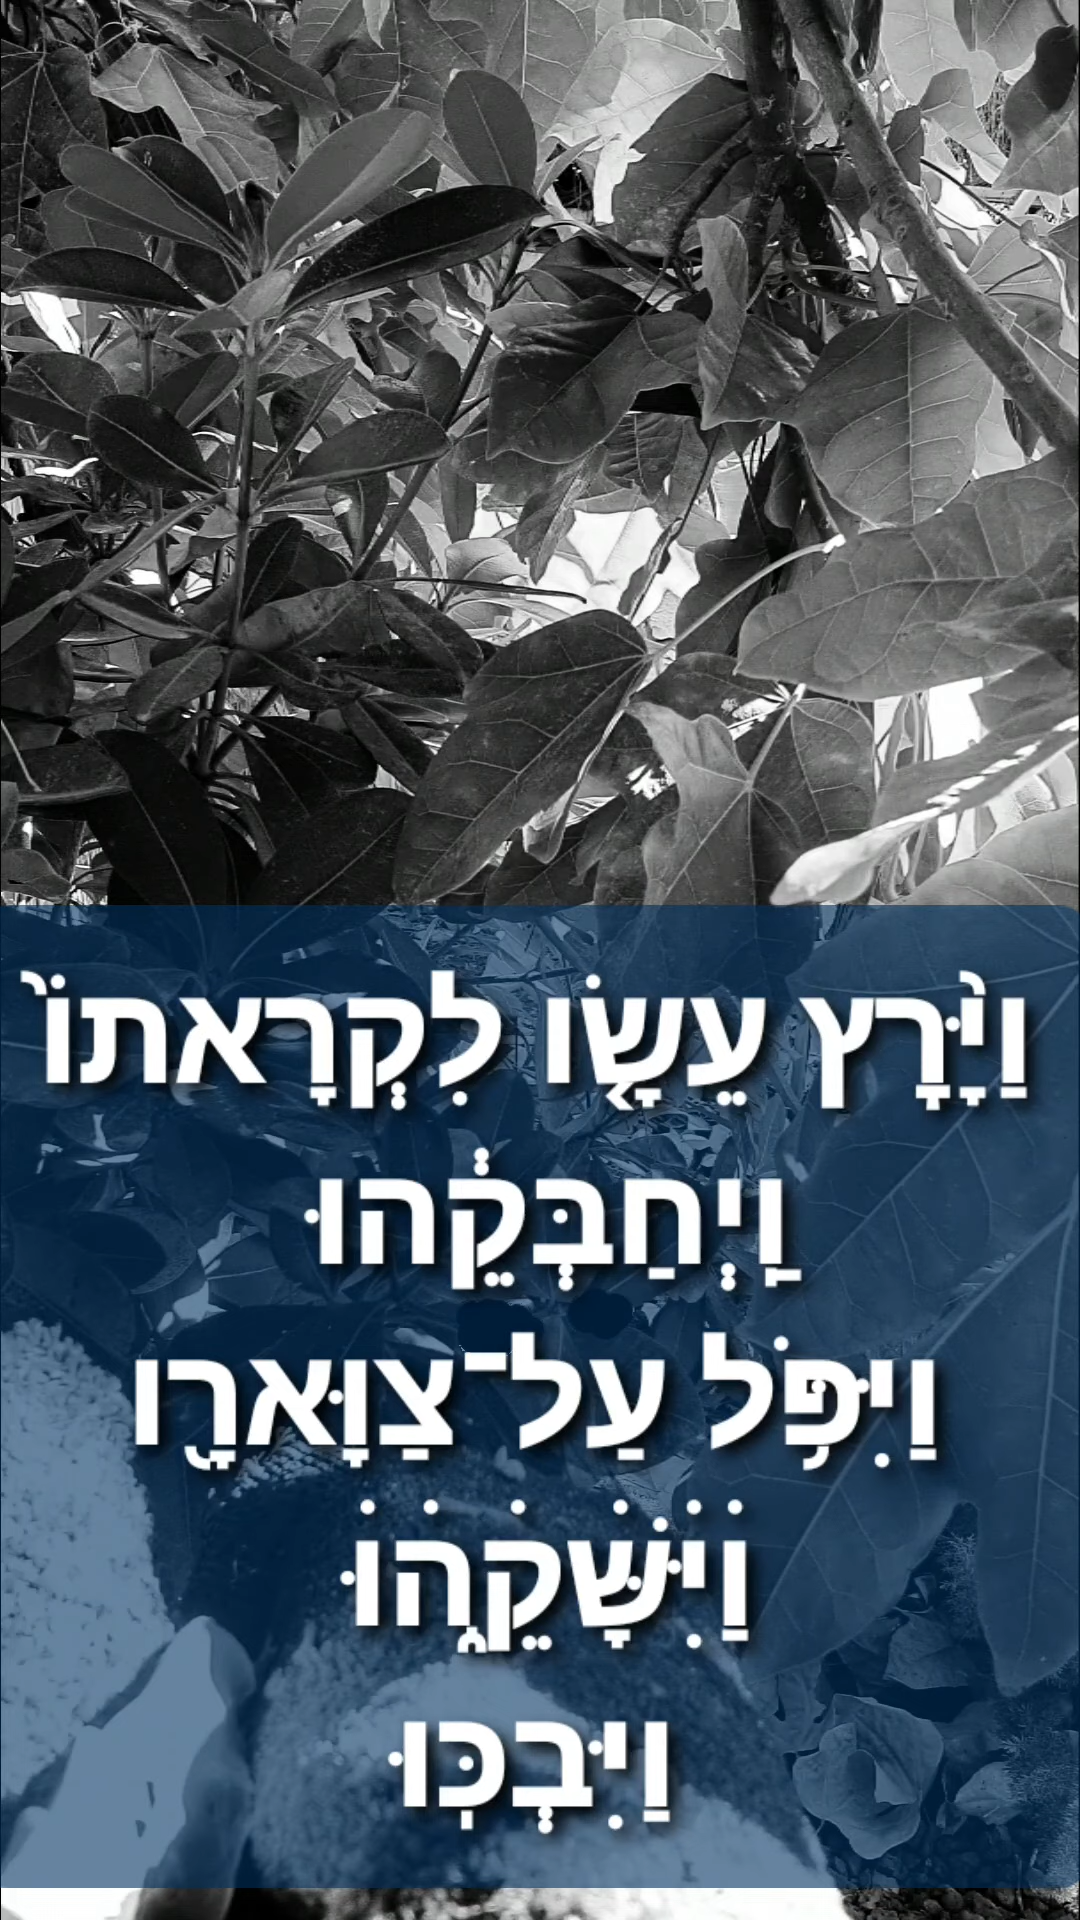 וַיָּ֨רׇץ עֵשָׂ֤ו לִקְרָאתוֹ֙
וַֽיְחַבְּקֵ֔הוּ
וַיִּפֹּ֥ל עַל־צַוָּארָ֖ו
וַׄיִּׄשָּׁׄקֵ֑ׄהׄוּׄ
וַיִּבְכּֽוּ